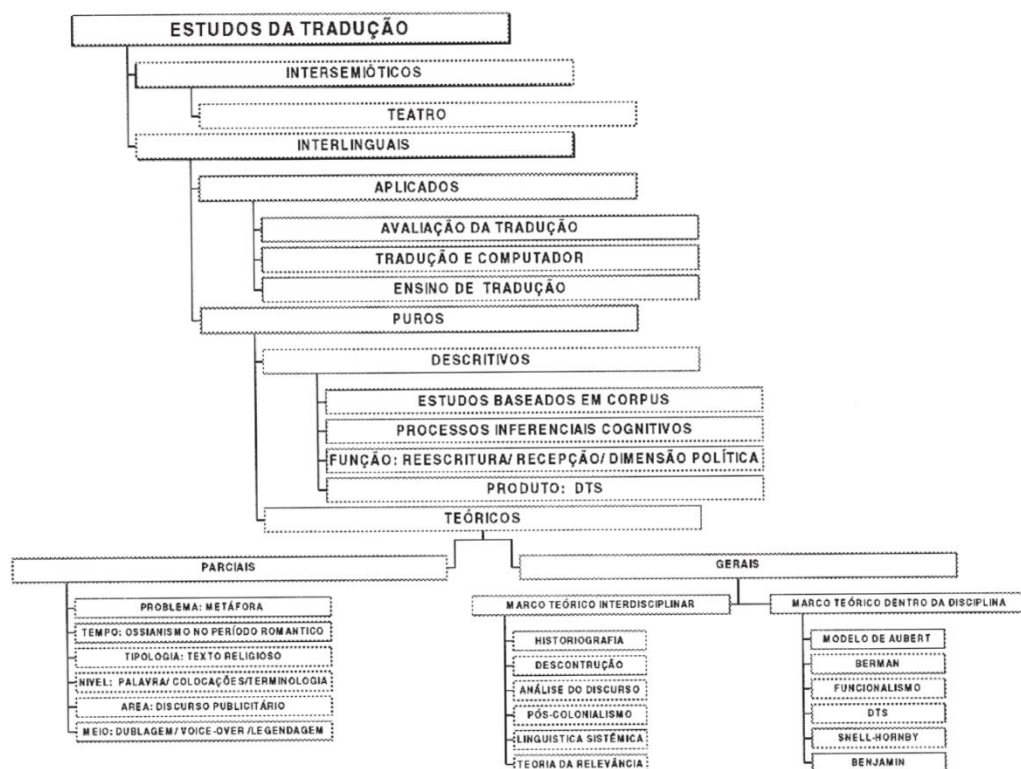 ESTUDOS DA TRADUÇÃO
INTERSEMIÓTICOS
TEATRO
INTERLINGUAIS
APLICADOS
AVALIAÇÃO DA TRADUÇÃO
TRADUÇÃO E COMPUTADOR
ENSINO DE TRADUÇÃO
PUROS
DESCRITIVOS
ESTUDOS BASEADOS EM CORPUS
PROCESSOS INFERENCIAIS COGNITIVOS
FUNÇÃO: REESCRITURA/ RECEPÇÃO/ DIMENSÃO POLÍTICA
PRODUTO: DTS
TEÓRICOS
PARCIAIS
PROBLEMA: METÁFORA
TEMPO: OSSIANISMO NO PERÍODO ROMANTICO
TIPOLOGIA: TEXTO RELIGIOSO
NIVEL: PALAVRA/ COLOCAÇÕES/TERMINOLOGIA
AREA: DISCURSO PUBLICITÁRIO
MEIO: DUBLAGEM/ VOICE-OVER /LEGENDAGEM
GERAIS
MARCO TEÓRICO INTERDISCIPLINAR
HISTORIOGRAFIA
DESCONTRUÇÃO
ANÁLISE DO DISCURSO
PÓS-COLONIALISMO
LINGUISTICA SISTÊMICA
TEORIA DA RELEVÂNCIA
MARCO TEÓRICO DENTRO DA DISCIPLINA
MODELO DE AUBERT
BERMAN
FUNCIONALISMO
DTS
SNELL-HORNBY
BENJAMIN